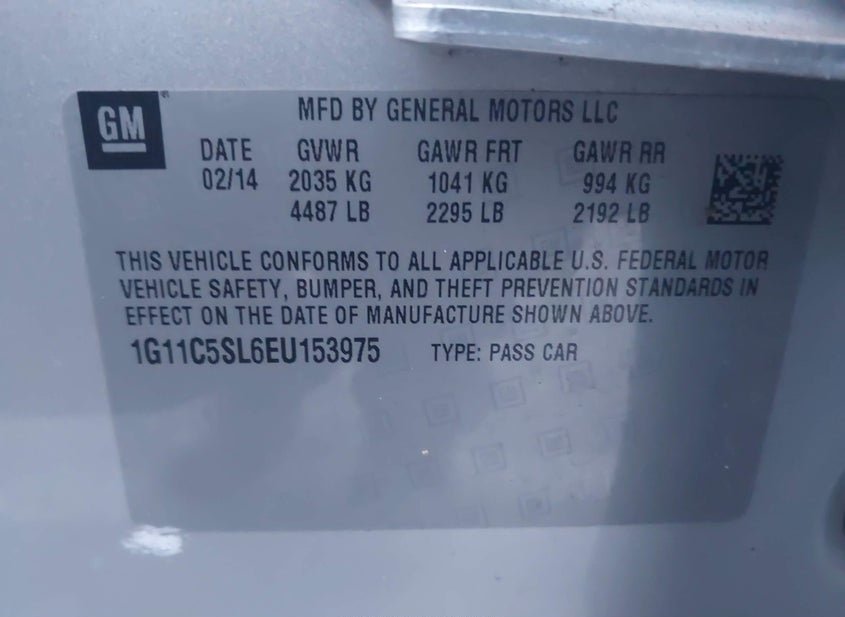 GM
MFD BY GENERAL MOTORS LLC
DATE GVWR GAWR FRT GAWR RR
02/14 2035 KG 1041 KG 994 KG
4487 LB 2295 LB 2192 LB
THIS VEHICLE CONFORMS TO ALL APPLICABLE U.S. FEDERAL MOTOR
VEHICLE SAFETY, BUMPER, AND THEFT PREVENTION STANDARDS IN
EFFECT ON THE DATE OF MANUFACTURE SHOWN ABOVE.
1G11C5SL6EU153975 TYPE: PASS CAR